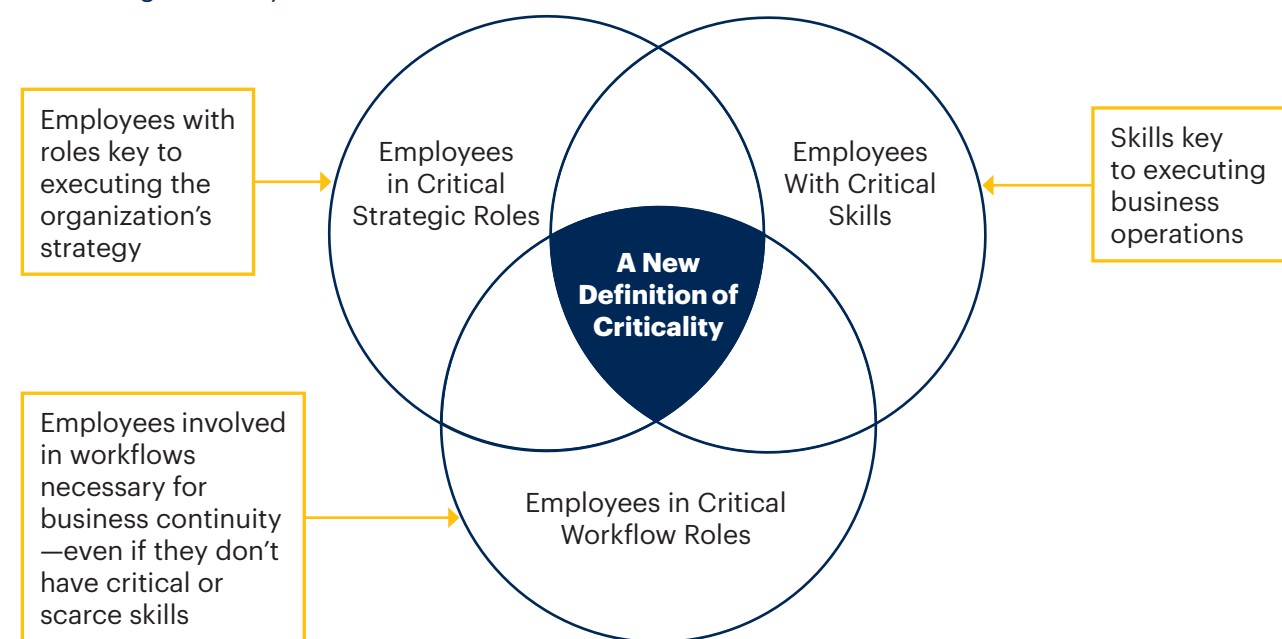 Employees with
roles key to
executing the
organization's
strategy
Employees
in Critical
Strategic Roles
Employees
With Critical
Skills
Skills key
to executing
business
operations
A New
Definition of
Criticality
Employees involved
in workflows
necessary for
business continuity
—even if they don't
have critical or
scarce skills
Employees in Critical
Workflow Roles